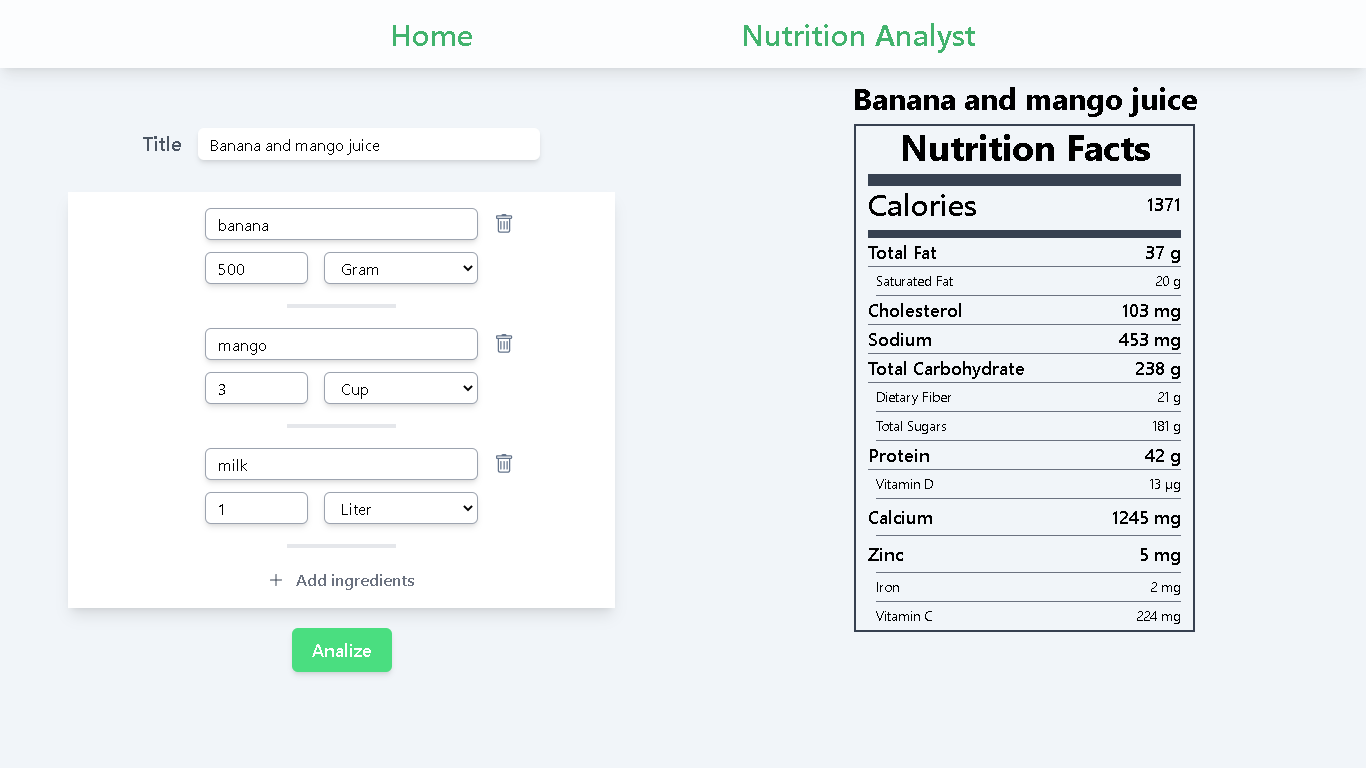 Home Nutrition Analyst
Title Banana and mango juice
banana
500 Gram
mango
3 Cup
milk
1 Liter
+ Add ingredients
Analize
Banana and mango juice
Nutrition Facts
Calories 1371
Total Fat 37 g
Saturated Fat 20 g
Cholesterol 103 mg
Sodium 453 mg
Total Carbohydrate 238 g
Dietary Fiber 21 g
Total Sugars 181 g
Protein 42 g
Vitamin D 13 µg
Calcium 1245 mg
Zinc 5 mg
Iron 2 mg
Vitamin C 224 mg